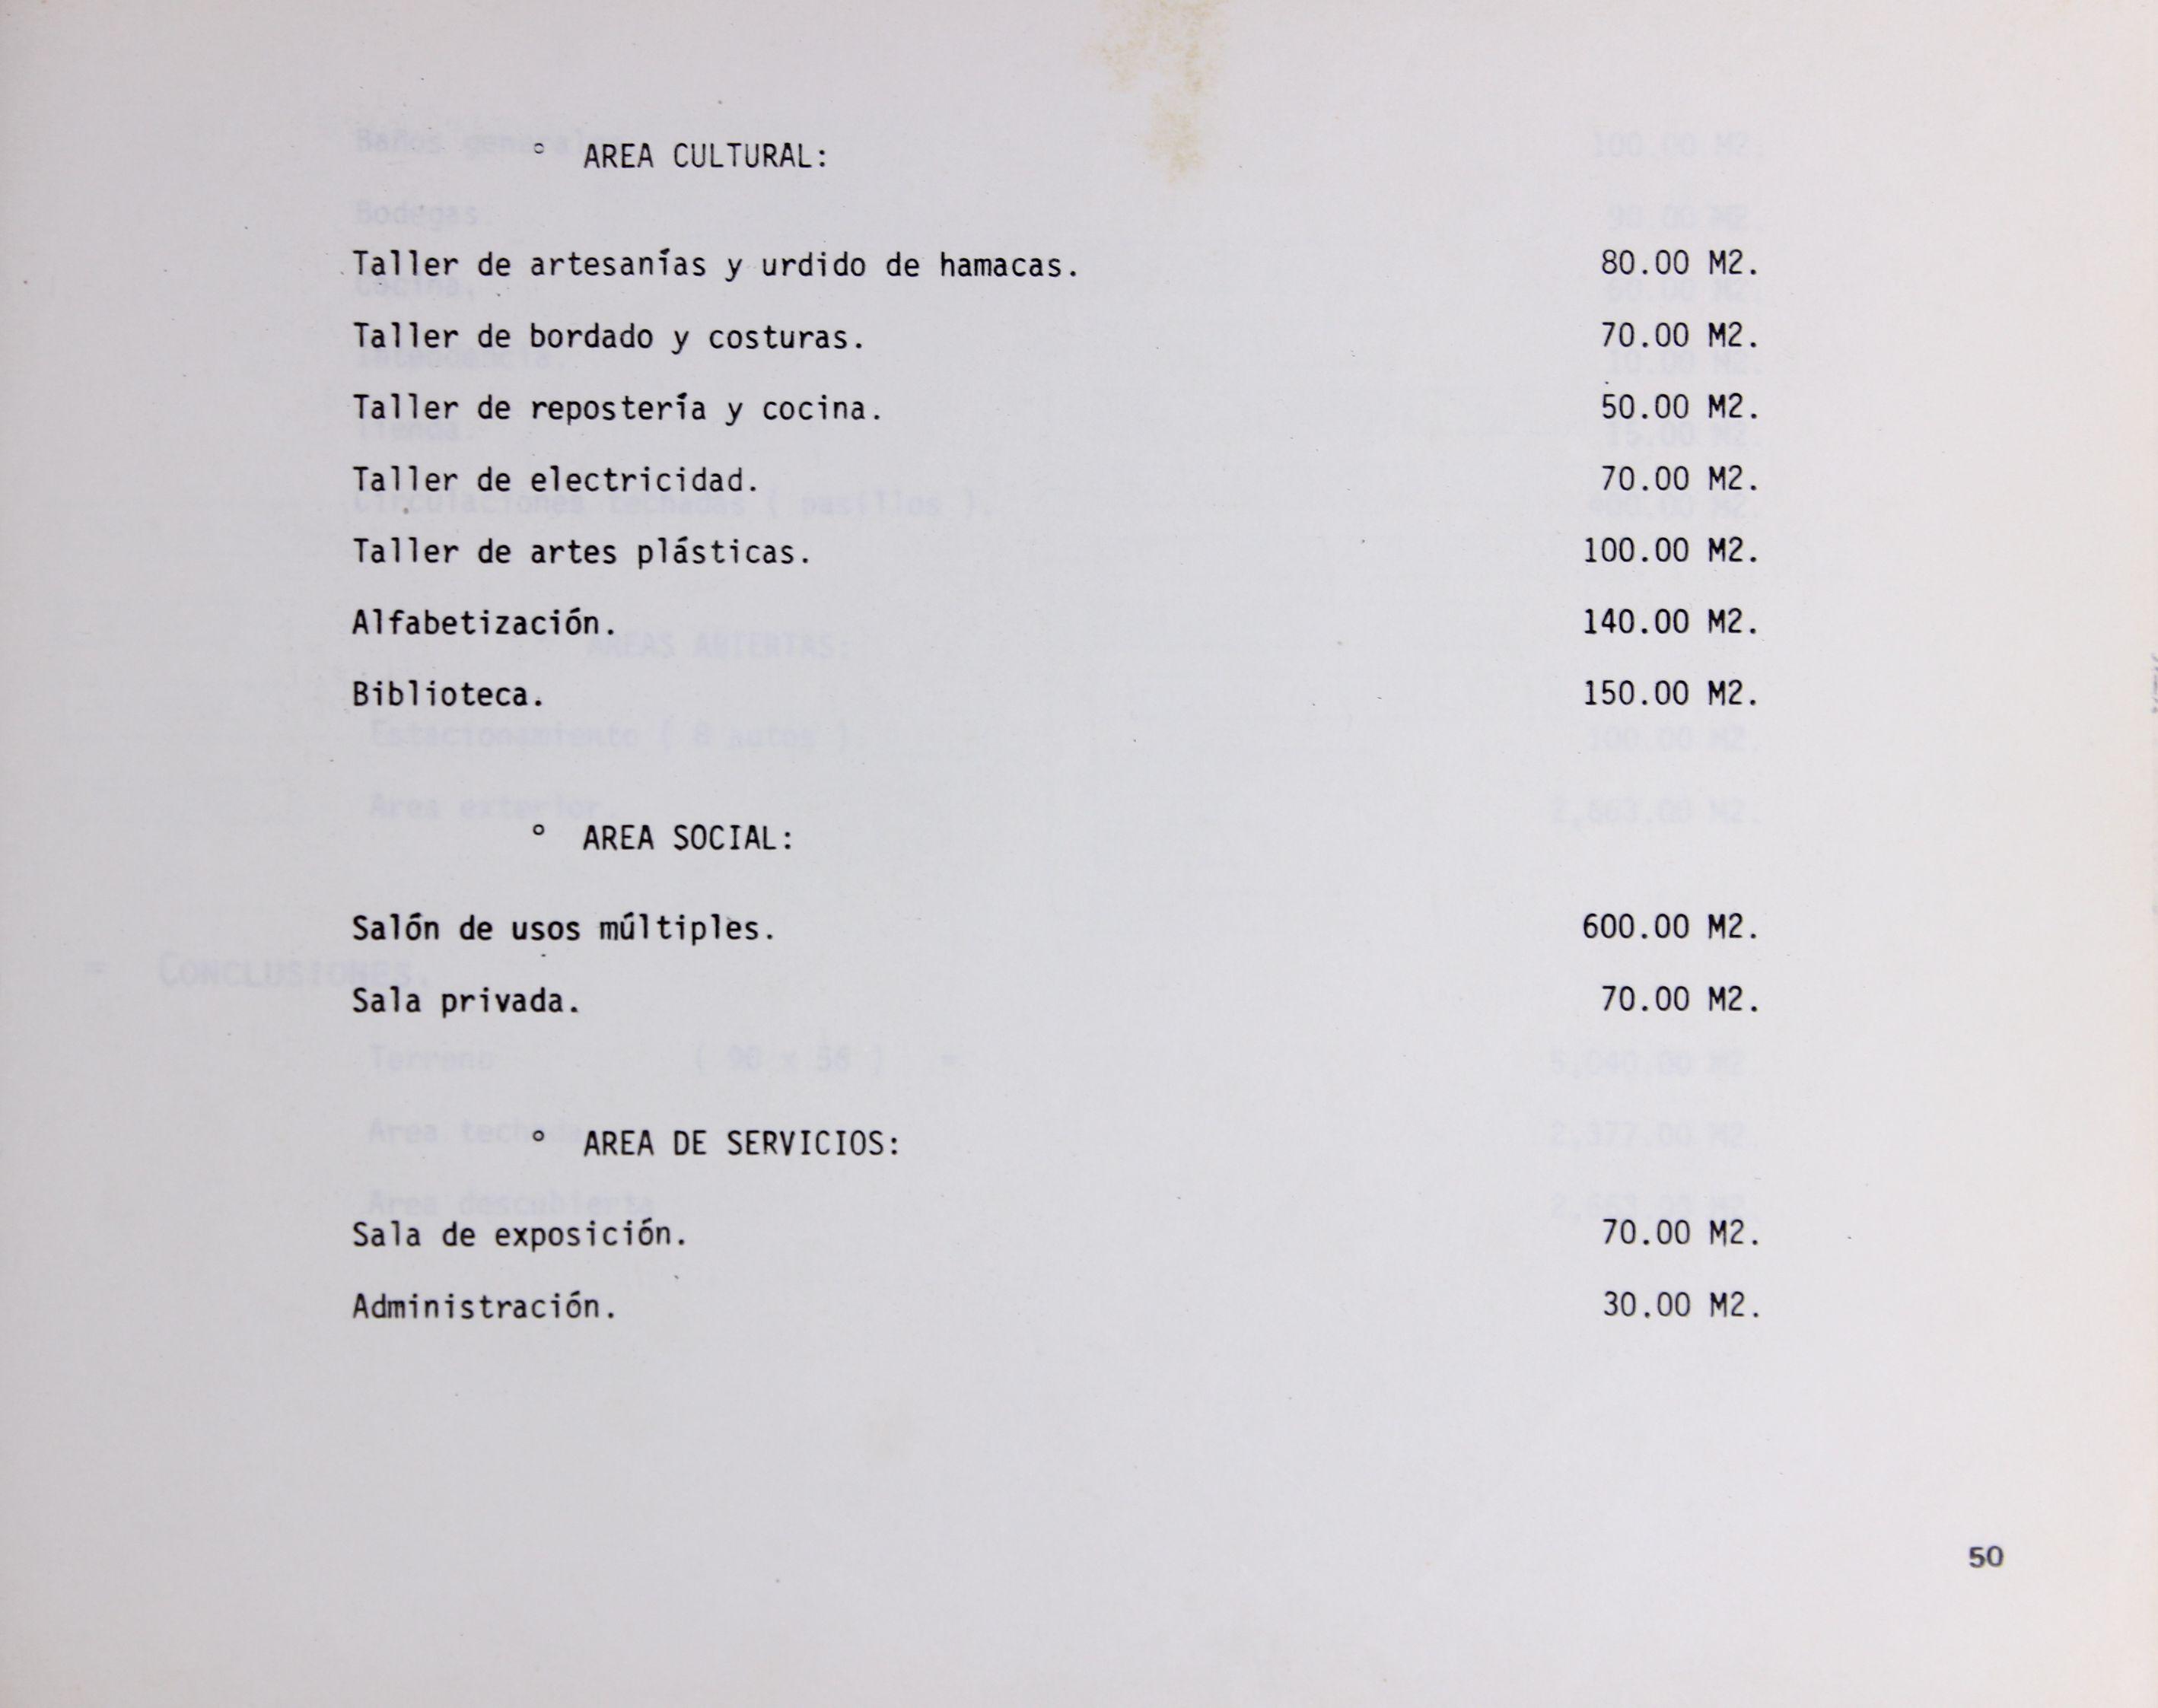 ° AREA CULTURAL:
Taller de artesanías y urdido de hamacas. 80.00 M2.
Taller de bordado y costuras. 70.00 M2.
Taller de repostería y cocina. 50.00 M2.
Taller de electricidad. 70.00 M2.
Taller de artes plásticas. 100.00 M2.
Alfabetización. 140.00 M2.
Biblioteca. 150.00 M2.
° AREA SOCIAL:
Salón de usos múltiples. 600.00 M2.
Sala privada. 70.00 M2.
° AREA DE SERVICIOS:
Sala de exposición. 70.00 M2.
Administración. 30.00 M2.
50